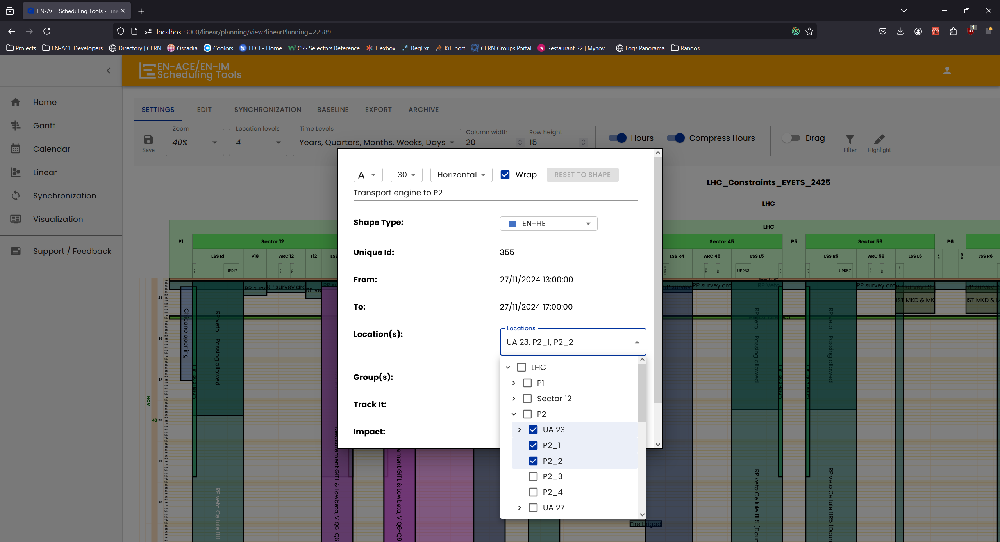 EN-ACE Scheduling Tools - Line
localhost:3000/linear/planning/view?linearPlanning=22589
1
Projects
EN-ACE Developers
Directory | CERN
Oscadia
Coolors
EDH - Home
CSS Selectors Reference
Flexbox
RegExr
Kill port
CERN Groups Portal
Restaurant R2 | Mynov...
Logs Panorama
Randos
EN-ACE/EN-IM
Scheduling Tools
Home
Gantt
Calendar
Linear
Synchronization
Visualization
Support / Feedback
SETTINGS
EDIT
SYNCHRONIZATION
BASELINE
EXPORT
ARCHIVE
Save
Zoom
40%
Location levels
4
Time Levels
Years, Quarters, Months, Weeks, Days
Column width
20
Row height
15
Hours
Compress Hours
Drag
Filter
Highlight
A
30
Horizontal
Wrap
RESET TO SHAPE
Transport engine to P2
Shape Type:
EN-HE
Unique Id:
355
From:
27/11/2024 13:00:00
To:
27/11/2024 17:00:00
Location(s):
Locations
UA 23, P2_1, P2_2
LHC
P1
Sector 12
P2
UA 23
P2_1
P2_2
P2_3
P2_4
UA 27
Group(s):
Track It:
Impact:
LHC_Constraints_EYETS_2425
LHC
LHC
P1
Sector 12
Sector 45
P5
Sector 56
P6
LSS R1
P18
ARC 12
Ti2
LSS
LSS R4
ARC 45
LSS L5
LSS R5
ARC 56
LSS L6
LSS R6
UPR17
UPR53
UPR57
RP surv
RP survey arc
RP ve
RP su
RP survey
RP survey arc
RP Veto
RP survey arc
RP survey LSS
RP survey L
IST MKD & MK
IST MKD & M
Chicane opening
RP veto - Passing allowed
RP veto - Passing allowed
RP veto - Passing allowed
NOV
48
25
26
27
28
29
30
RP veto Cellule 11L1
Measurement GITL & Lowbeta, V Q6-Q6
ement GITL & Lowbeta, V Q6-Q6
RP veto Cellule 11L5 (Dcun
RP veto Cellule 11R5 (Dcun
Fire brigad